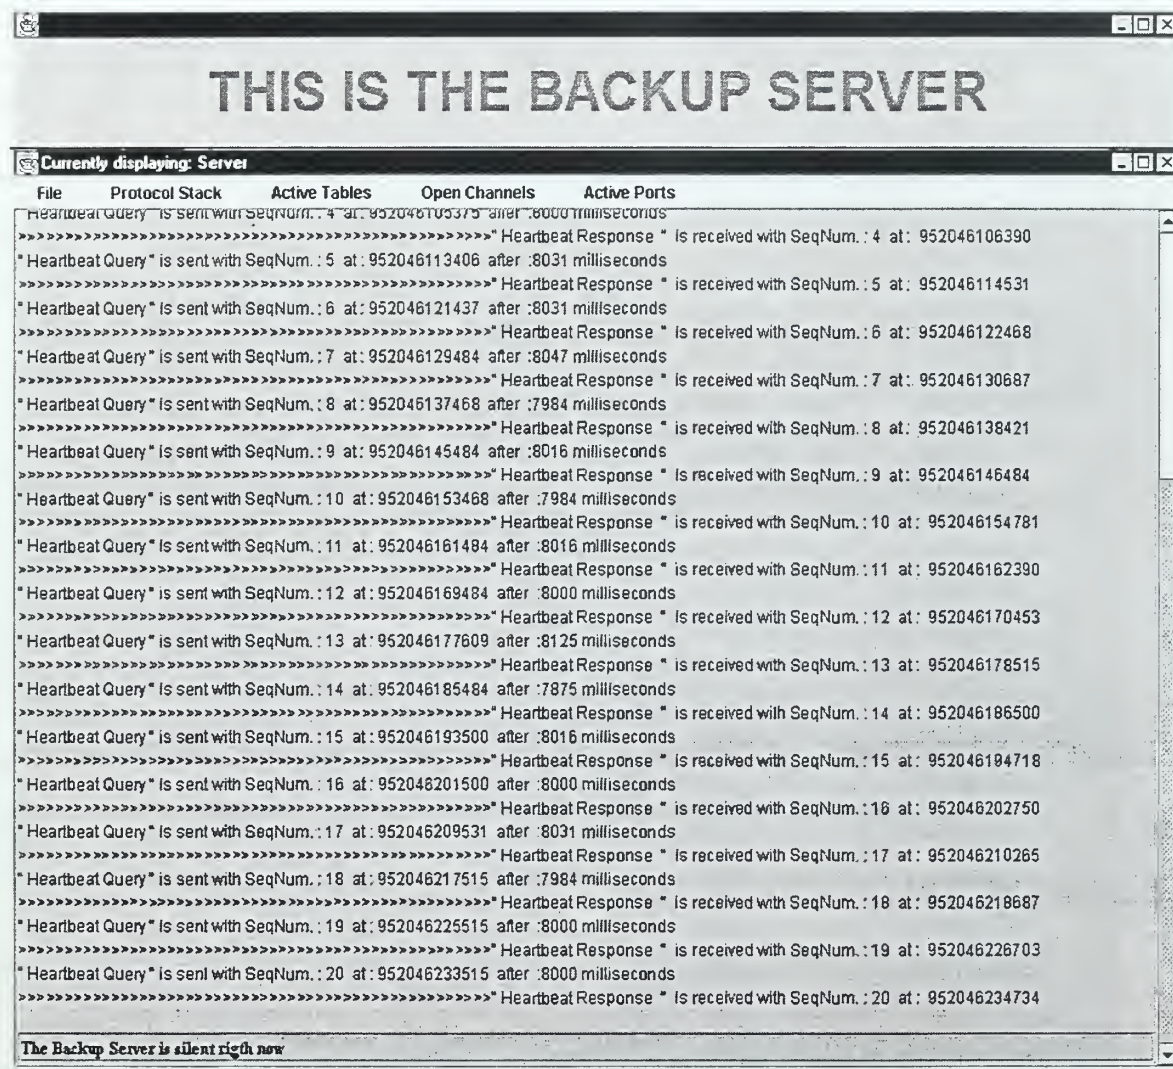 THIS IS THE BACKUP SERVER
Currently displaying: Server
File Protocol Stack Active Tables Open Channels Active Ports
"Heartbeat Query" is sent with SeqNum.: 4 at: 952046105375 after :8000 milliseconds
>>>>>>>>>>>>>>>>>>>>>>>>>>>>>>>>>>>>>>>>>>>>>>>>>>>>" Heartbeat Response " is received with SeqNum. : 4 at: 952046106390
" Heartbeat Query" is sent with SeqNum. : 5 at: 952046113406 after :8031 milliseconds
>>>>>>>>>>>>>>>>>>>>>>>>>>>>>>>>>>>>>>>>>>>>>>>>>>>>" Heartbeat Response " is received with SeqNum. : 5 at: 952046114531
" Heartbeat Query" is sent with SeqNum. : 6 at: 952046121437 after :8031 milliseconds
>>>>>>>>>>>>>>>>>>>>>>>>>>>>>>>>>>>>>>>>>>>>>>>>>>>>" Heartbeat Response " is received with SeqNum. : 6 at: 952046122468
" Heartbeat Query" is sent with SeqNum. : 7 at: 952046129484 after :8047 milliseconds
>>>>>>>>>>>>>>>>>>>>>>>>>>>>>>>>>>>>>>>>>>>>>>>>>>>>" Heartbeat Response " is received with SeqNum. : 7 at: 952046130687
" Heartbeat Query" is sent with SeqNum. : 8 at: 952046137468 after :7984 milliseconds
>>>>>>>>>>>>>>>>>>>>>>>>>>>>>>>>>>>>>>>>>>>>>>>>>>>>" Heartbeat Response " is received with SeqNum. : 8 at: 952046138421
" Heartbeat Query" is sent with SeqNum. : 9 at: 952046145484 after :8016 milliseconds
>>>>>>>>>>>>>>>>>>>>>>>>>>>>>>>>>>>>>>>>>>>>>>>>>>>>" Heartbeat Response " is received with SeqNum. : 9 at: 952046146484
" Heartbeat Query" is sent with SeqNum. : 10 at: 952046153468 after :7984 milliseconds
>>>>>>>>>>>>>>>>>>>>>>>>>>>>>>>>>>>>>>>>>>>>>>>>>>>>" Heartbeat Response " is received with SeqNum. : 10 at: 952046154781
" Heartbeat Query" is sent with SeqNum. : 11 at: 952046161484 after :8016 milliseconds
>>>>>>>>>>>>>>>>>>>>>>>>>>>>>>>>>>>>>>>>>>>>>>>>>>>>" Heartbeat Response " is received with SeqNum. : 11 at: 952046162390
" Heartbeat Query" is sent with SeqNum. : 12 at: 952046169484 after :8000 milliseconds
>>>>>>>>>>>>>>>>>>>>>>>>>>>>>>>>>>>>>>>>>>>>>>>>>>>>" Heartbeat Response " is received with SeqNum. : 12 at: 952046170453
" Heartbeat Query" is sent with SeqNum. : 13 at: 952046177609 after :8125 milliseconds
>>>>>>>>>>>>>>>>>>>>>>>>>>>>>>>>>>>>>>>>>>>>>>>>>>>>" Heartbeat Response " is received with SeqNum. : 13 at: 952046178515
" Heartbeat Query" is sent with SeqNum. : 14 at: 952046185484 after :7875 milliseconds
>>>>>>>>>>>>>>>>>>>>>>>>>>>>>>>>>>>>>>>>>>>>>>>>>>>>" Heartbeat Response " is received with SeqNum. : 14 at: 952046186500
" Heartbeat Query" is sent with SeqNum. : 15 at: 952046193500 after :8016 milliseconds
>>>>>>>>>>>>>>>>>>>>>>>>>>>>>>>>>>>>>>>>>>>>>>>>>>>>" Heartbeat Response " is received with SeqNum. : 15 at: 952046194718
" Heartbeat Query" is sent with SeqNum. : 16 at: 952046201500 after :8000 milliseconds
>>>>>>>>>>>>>>>>>>>>>>>>>>>>>>>>>>>>>>>>>>>>>>>>>>>>" Heartbeat Response " is received with SeqNum. : 16 at: 952046202750
" Heartbeat Query" is sent with SeqNum. : 17 at: 952046209531 after :8031 milliseconds
>>>>>>>>>>>>>>>>>>>>>>>>>>>>>>>>>>>>>>>>>>>>>>>>>>>>" Heartbeat Response " is received with SeqNum. : 17 at: 952046210265
" Heartbeat Query" is sent with SeqNum. : 18 at: 952046217515 after :7984 milliseconds
>>>>>>>>>>>>>>>>>>>>>>>>>>>>>>>>>>>>>>>>>>>>>>>>>>>>" Heartbeat Response " is received with SeqNum. : 18 at: 952046218687
" Heartbeat Query" is sent with SeqNum. : 19 at: 952046225515 after :8000 milliseconds
>>>>>>>>>>>>>>>>>>>>>>>>>>>>>>>>>>>>>>>>>>>>>>>>>>>>" Heartbeat Response " is received with SeqNum. : 19 at: 952046226703
" Heartbeat Query" is sent with SeqNum. : 20 at: 952046233515 after :8000 milliseconds
>>>>>>>>>>>>>>>>>>>>>>>>>>>>>>>>>>>>>>>>>>>>>>>>>>>>" Heartbeat Response " is received with SeqNum. : 20 at: 952046234734
The Backup Server is silent rigth now